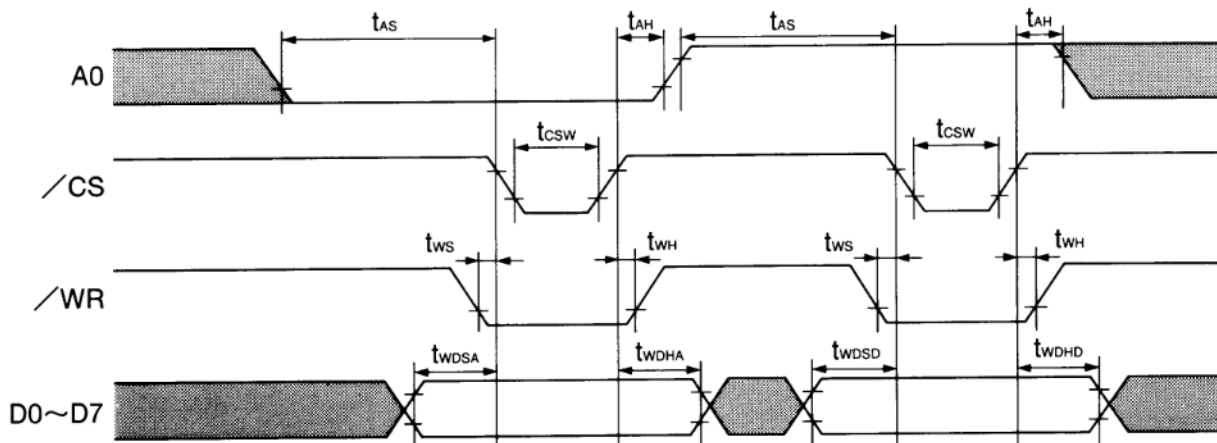 tAS tAH tAS tAH
A0
tCSW tCSW
/CS
tWS tWH tWS tWH
/WR
tWDSA tWDHA tWDSD tWDHD
D0~D7